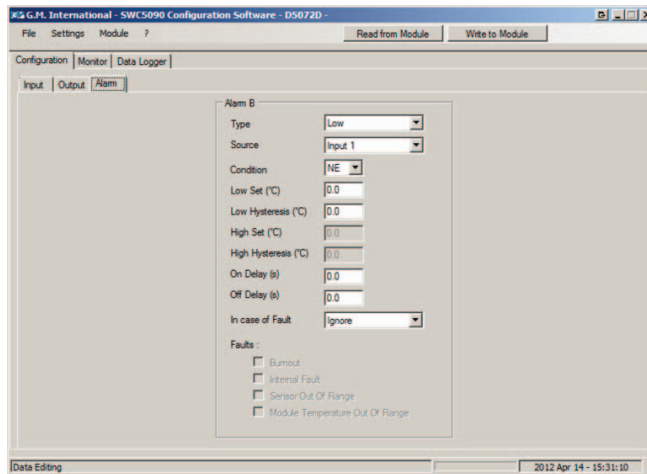 G.M. International - SWC5090 Configuration Software - D5072D -
File Settings Module ? Read from Module Write to Module
Configuration Monitor Data Logger
Input Output Alarm
Alarm B
Type Low
Source Input 1
Condition NE
Low Set (°C) 0.0
Low Hysteresis (°C) 0.0
High Set (°C) 0.0
High Hysteresis (°C) 0.0
On Delay (s) 0.0
Off Delay (s) 0.0
In case of Fault Ignore
Faults :
Burnout
Internal Fault
Sensor Out Of Range
Module Temperature Out Of Range
Data Editing 2012 Apr 14 - 15:31:10